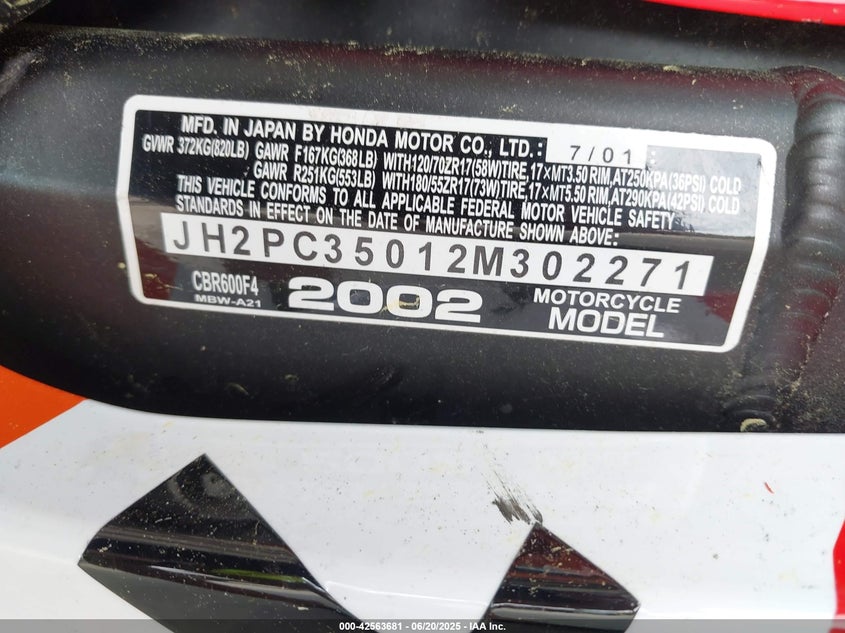 MFD. IN JAPAN BY HONDA MOTOR CO., LTD.: 7/01
GVWR 372KG(820LB) GAWR F167KG(368LB) WITH120/70ZR17(58W)TIRE,17×MT3.50 RIM,AT250KPA(36PSI) COLD
GAWR R251KG(553LB) WITH180/55ZR17(73W)TIRE,17×MT5.50 RIM,AT290KPA(42PSI) COLD
THIS VEHICLE CONFORMS TO ALL APPLICABLE FEDERAL MOTOR VEHICLE SAFETY
STANDARDS IN EFFECT ON THE DATE OF MANUFACTURE SHOWN ABOVE:
JH2PC35012M302271
CBR600F4 2002 MOTORCYCLE
MBW-A21 MODEL
000-42563681 - 06/20/2025 - IAA Inc.